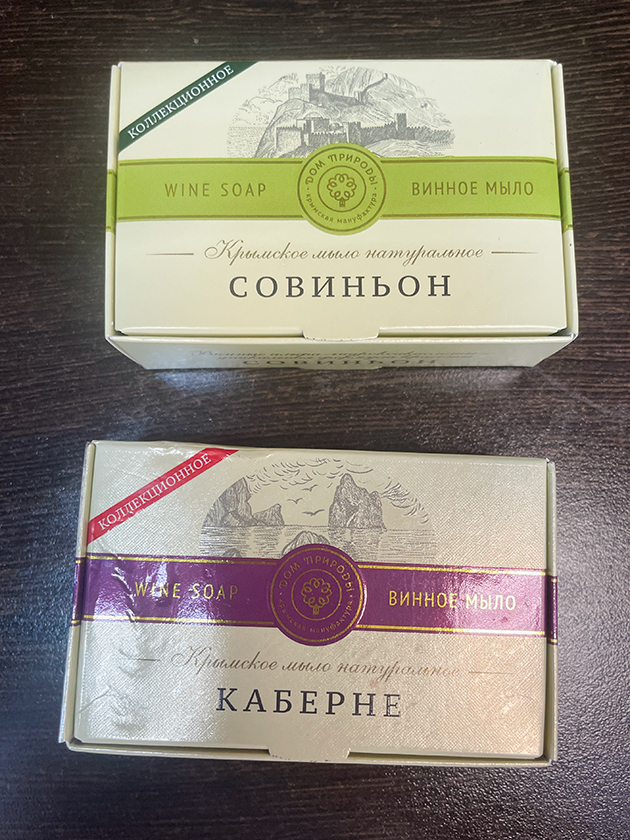 КОЛЛЕКЦИОННОЕ
WINE SOAP
ДОМ ПРИРОДЫ
крымская мануфактура
ВИННОЕ МЫЛО
Крымское мыло натуральное
СОВИНЬОН
СОВИНЬОН
КОЛЛЕКЦИОННОЕ
WINE SOAP
ДОМ ПРИРОДЫ
крымская мануфактура
ВИННОЕ МЫЛО
Крымское мыло натуральное
КАБЕРНЕ